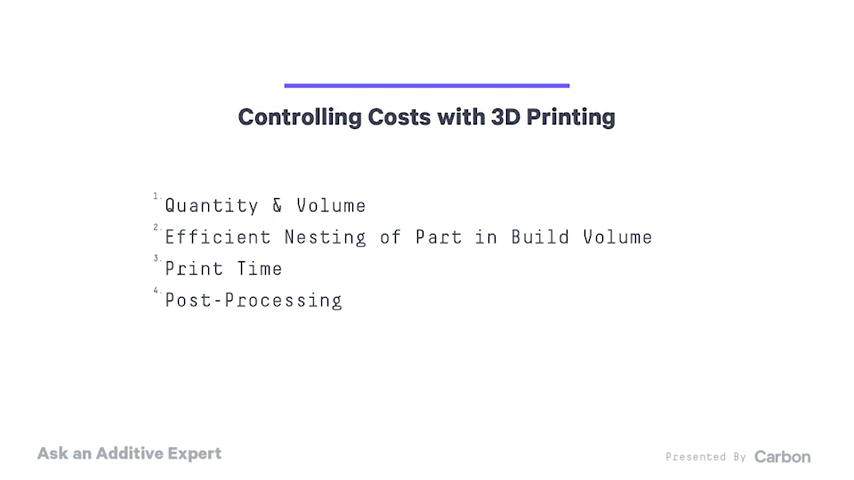 Controlling Costs with 3D Printing
1. Quantity & Volume
2. Efficient Nesting of Part in Build Volume
3. Print Time
4. Post-Processing
Ask an Additive Expert
Presented By Carbon